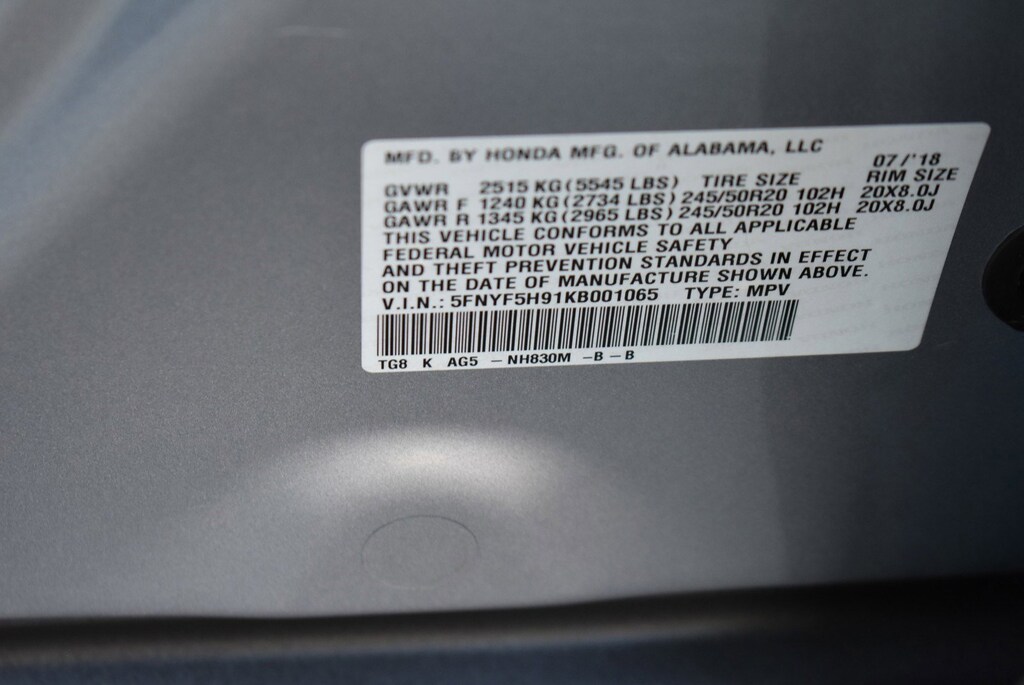 MFD. BY HONDA MFG. OF ALABAMA, LLC 07/'18
GVWR 2515 KG (5545 LBS) TIRE SIZE RIM SIZE
GAWR F 1240 KG (2734 LBS) 245/50R20 102H 20X8.0J
GAWR R 1345 KG (2965 LBS) 245/50R20 102H 20X8.0J
THIS VEHICLE CONFORMS TO ALL APPLICABLE
FEDERAL MOTOR VEHICLE SAFETY
AND THEFT PREVENTION STANDARDS IN EFFECT
ON THE DATE OF MANUFACTURE SHOWN ABOVE.
V.I.N.: 5FNYF5H91KB001065 TYPE: MPV
TG8 K AG5 – NH830M – B – B